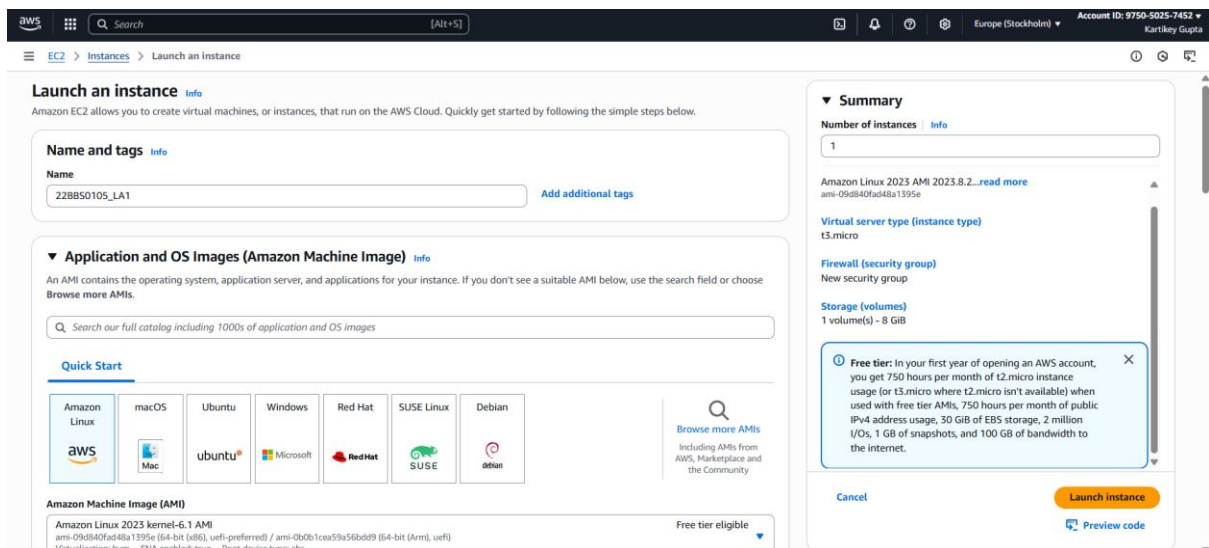 aws
Search [Alt+S]
Europe (Stockholm) ▼
Account ID: 9750-5025-7452 ▼
Kartikey Gupta
EC2 > Instances > Launch an instance
Launch an instance Info
Amazon EC2 allows you to create virtual machines, or instances, that run on the AWS Cloud. Quickly get started by following the simple steps below.
Name and tags Info
Name
22BBS0105_LA1
Add additional tags
▼ Application and OS Images (Amazon Machine Image) Info
An AMI contains the operating system, application server, and applications for your instance. If you don't see a suitable AMI below, use the search field or choose
Browse more AMIs.
Search our full catalog including 1000s of application and OS images
Quick Start
Amazon
Linux
aws
macOS
Mac
Ubuntu
ubuntu
Windows
Microsoft
Red Hat
RedHat
SUSE Linux
SUSE
Debian
debian
Browse more AMIs
Including AMIs from
AWS, Marketplace and
the Community
Amazon Machine Image (AMI)
Amazon Linux 2023 kernel-6.1 AMI
Free tier eligible
ami-09d840fad48a1395e (64-bit (x86), uefi-preferred) / ami-0b0b1cea59a56bdd9 (64-bit (Arm), uefi)
▼ Summary
Number of instances Info
1
Amazon Linux 2023 AMI 2023.8.2...read more
ami-09d840fad48a1395e
Virtual server type (instance type)
t3.micro
Firewall (security group)
New security group
Storage (volumes)
1 volume(s) - 8 GiB
Free tier: In your first year of opening an AWS account,
you get 750 hours per month of t2.micro instance
usage (or t3.micro where t2.micro isn't available) when
used with free tier AMIs, 750 hours per month of public
IPv4 address usage, 30 GiB of EBS storage, 2 million
I/Os, 1 GB of snapshots, and 100 GB of bandwidth to
the internet.
Cancel
Launch instance
Preview code